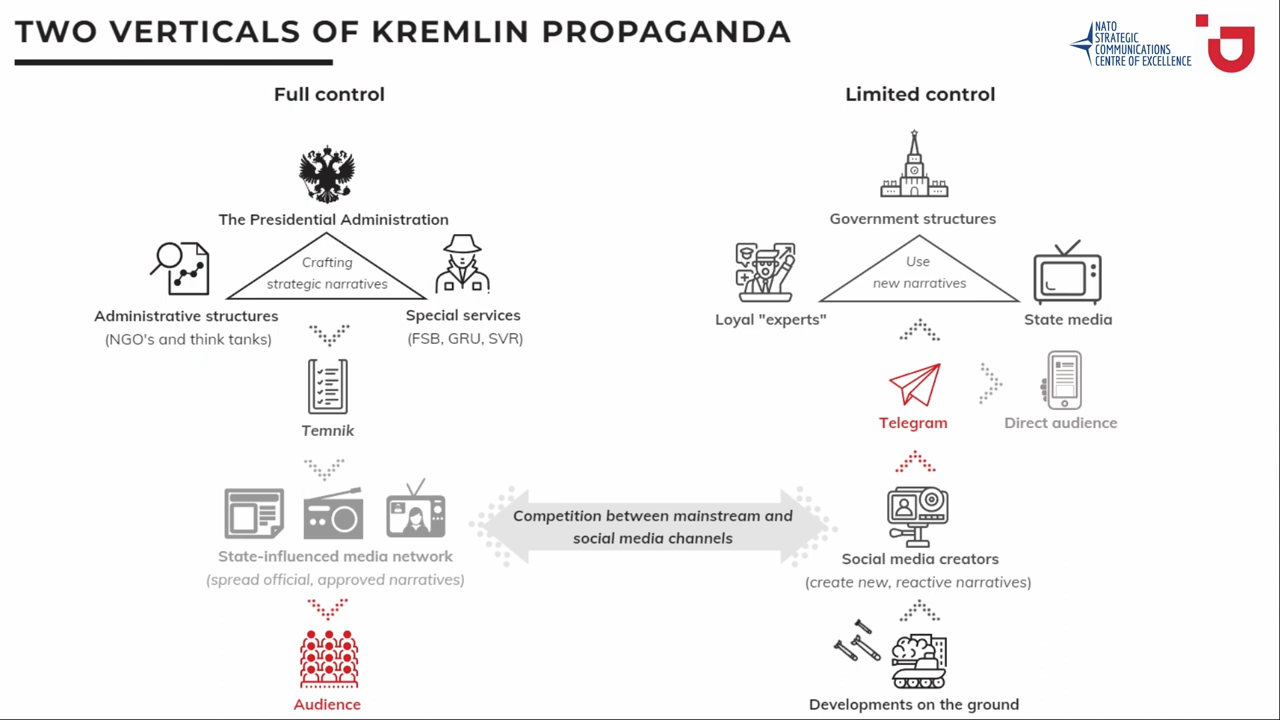 TWO VERTICALS OF KREMLIN PROPAGANDA
NATO
STRATEGIC
COMMUNICATIONS
CENTRE OF EXCELLENCE
Full control
The Presidential Administration
Crafting
strategic narratives
Administrative structures
(NGO's and think tanks)
Special services
(FSB, GRU, SVR)
Temnik
State-influenced media network
(spread official, approved narratives)
Audience
Competition between mainstream and
social media channels
Limited control
Government structures
Use
new narratives
Loyal "experts"
State media
Telegram
Direct audience
Social media creators
(create new, reactive narratives)
Developments on the ground